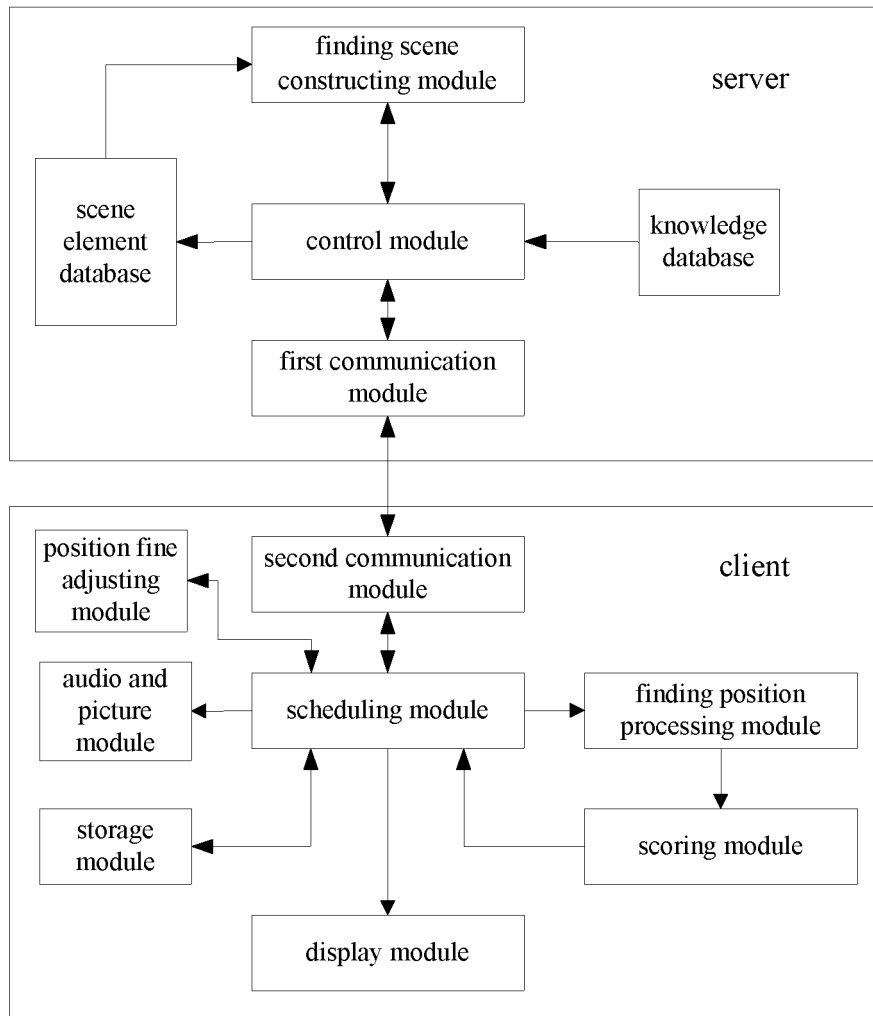 finding scene
constructing module
server
scene
element
database
control module
knowledge
database
first communication
module
position fine
adjusting
module
second communication
module
client
audio and
picture
module
scheduling module
finding position
processing module
storage
module
scoring module
display module